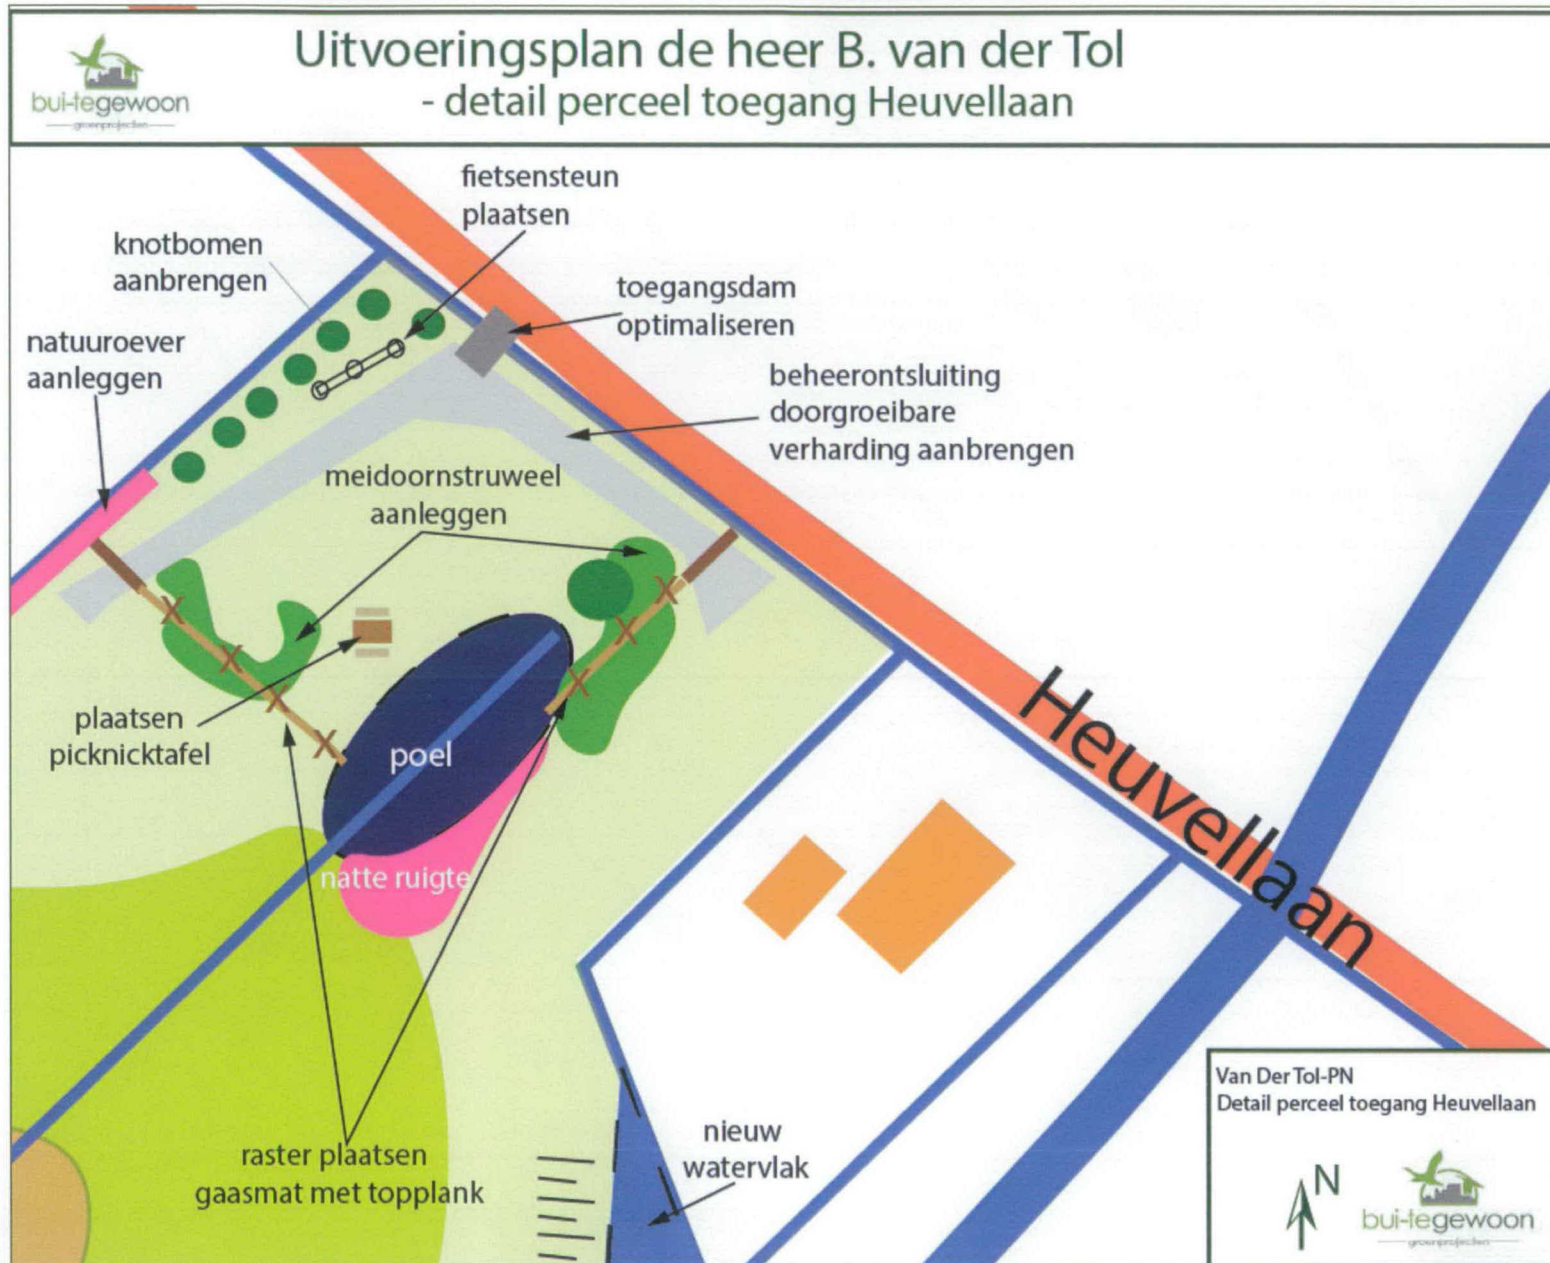 Uitvoeringsplan de heer B. van der Tol
- detail perceel toegang Heuvellaan
bui-tegewoon
groenprojecten
fietsensteun
plaatsen
knotbomen
aanbrengen
toegangsdam
optimaliseren
natuuroever
aanleggen
beheerontsluiting
doorgroeibare
verharding aanbrengen
meidoornstruweel
aanleggen
plaatsen
picknicktafel
poel
natte ruigte
Heuvellaan
raster plaatsen
gaasmat met topplank
nieuw
watervlak
Van Der Tol-PN
Detail perceel toegang Heuvellaan
N
bui-tegewoon
groenprojecten